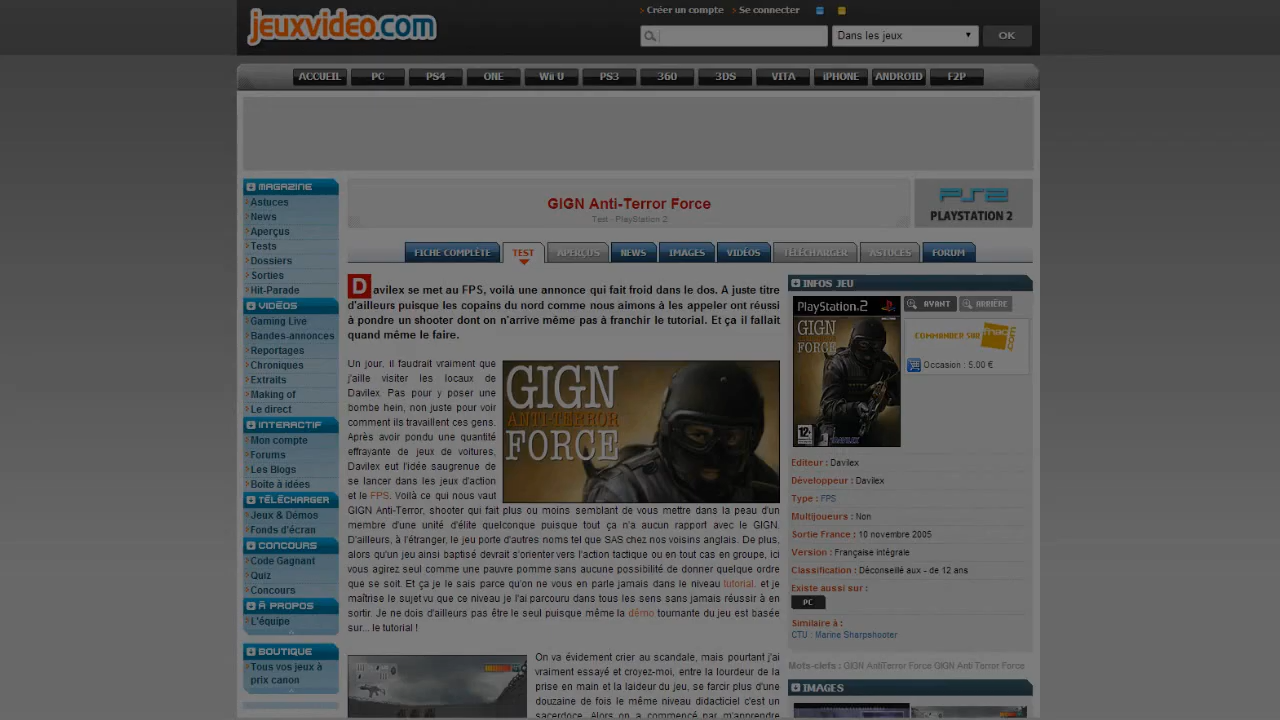 jeuxvideo.com
Créer un compte
Se connecter
Dans les jeux
OK
ACCUEIL
PC
PS4
ONE
Wii U
PS3
360
3DS
VITA
iPHONE
ANDROID
F2P
MAGAZINE
Astuces
News
Aperçus
Tests
Dossiers
Sorties
Hit-Parade
VIDÉOS
Gaming Live
Bandes-annonces
Reportages
Chroniques
Extraits
Making of
Le direct
INTERACTIF
Mon compte
Forums
Les Blogs
Boîte à idées
TÉLÉCHARGER
Jeux & Démos
Fonds d'écran
CONCOURS
Code Gagnant
Quiz
Concours
À PROPOS
L'équipe
BOUTIQUE
Tous vos jeux à
prix canon
GIGN Anti-Terror Force
Test - PlayStation 2
PS2
PLAYSTATION 2
FICHE COMPLÈTE
TEST
APERÇUS
NEWS
IMAGES
VIDÉOS
TÉLÉCHARGER
ASTUCES
FORUM
Davilex se met au FPS, voilà une annonce qui fait froid dans le dos. A juste titre
d'ailleurs puisque les copains du nord comme nous aimons à les appeler ont réussi
à pondre un shooter dont on n'arrive même pas à franchir le tutorial. Et ça il fallait
quand même le faire.
Un jour, il faudrait vraiment que
j'aille visiter les locaux de
Davilex. Pas pour y poser une
bombe hein, non juste pour voir
comment ils travaillent ces gens.
Après avoir pondu une quantité
effrayante de jeux de voitures,
Davilex eut l'idée saugrenue de
se lancer dans les jeux d'action
et le FPS. Voilà ce qui nous vaut
GIGN
ANTI-TERROR
FORCE
GIGN Anti-Terror, shooter qui fait plus ou moins semblant de vous mettre dans la peau d'un
membre d'une unité d'élite quelconque puisque tout ça n'a aucun rapport avec le GIGN.
D'ailleurs, à l'étranger, le jeu porte d'autres noms tel que SAS chez nos voisins anglais. De plus,
alors qu'un jeu ainsi baptisé devrait s'orienter vers l'action tactique ou en tout pas en groupe, ici
vous agirez seul comme une pauvre pomme sans aucune possibilité de donner quelque ordre
que se soit. Et ça je le sais parce qu'on ne vous en parle jamais dans le niveau tutorial, et je
maîtrise le sujet vu que ce niveau je l'ai parcouru dans tous les sens sans jamais réussir à en
sortir. Je ne dois d'ailleurs pas être le seul puisque même la démo tournante du jeu est basée
sur... le tutorial !
On va évidement crier au scandale, mais pourtant j'ai
vraiment essayé et croyez-moi, entre la lourdeur de la
prise en main et la laideur du jeu, se farcir plus d'une
douzaine de fois le même niveau didacticiel c'est un
sacerdoce. Alors on a commencé par m'apprendre
INFOS JEU
PlayStation.2
GIGN
FORCE
12+
AVANT
ARRIÈRE
COMMANDER SUR
fnac.com
Occasion : 5.00 €
Editeur : Davilex
Développeur : Davilex
Type : FPS
Multijoueurs : Non
Sortie France : 10 novembre 2005
Version : Française intégrale
Classification : Déconseillé aux - de 12 ans
Existe aussi sur :
PC
Similaire à :
CTU : Marine Sharpshooter
Mots-clefs : GIGN AntiTerror Force GIGN Anti Terror Force
IMAGES